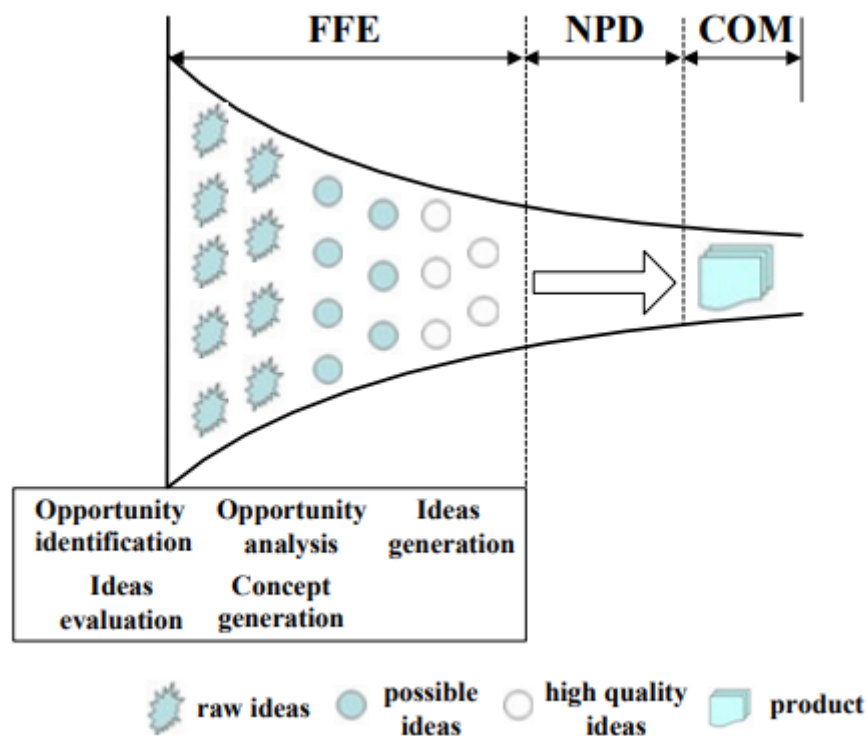 FFE NPD COM
Opportunity Opportunity Ideas
identification analysis generation
Ideas Concept
evaluation generation
raw ideas possible ideas high quality ideas product